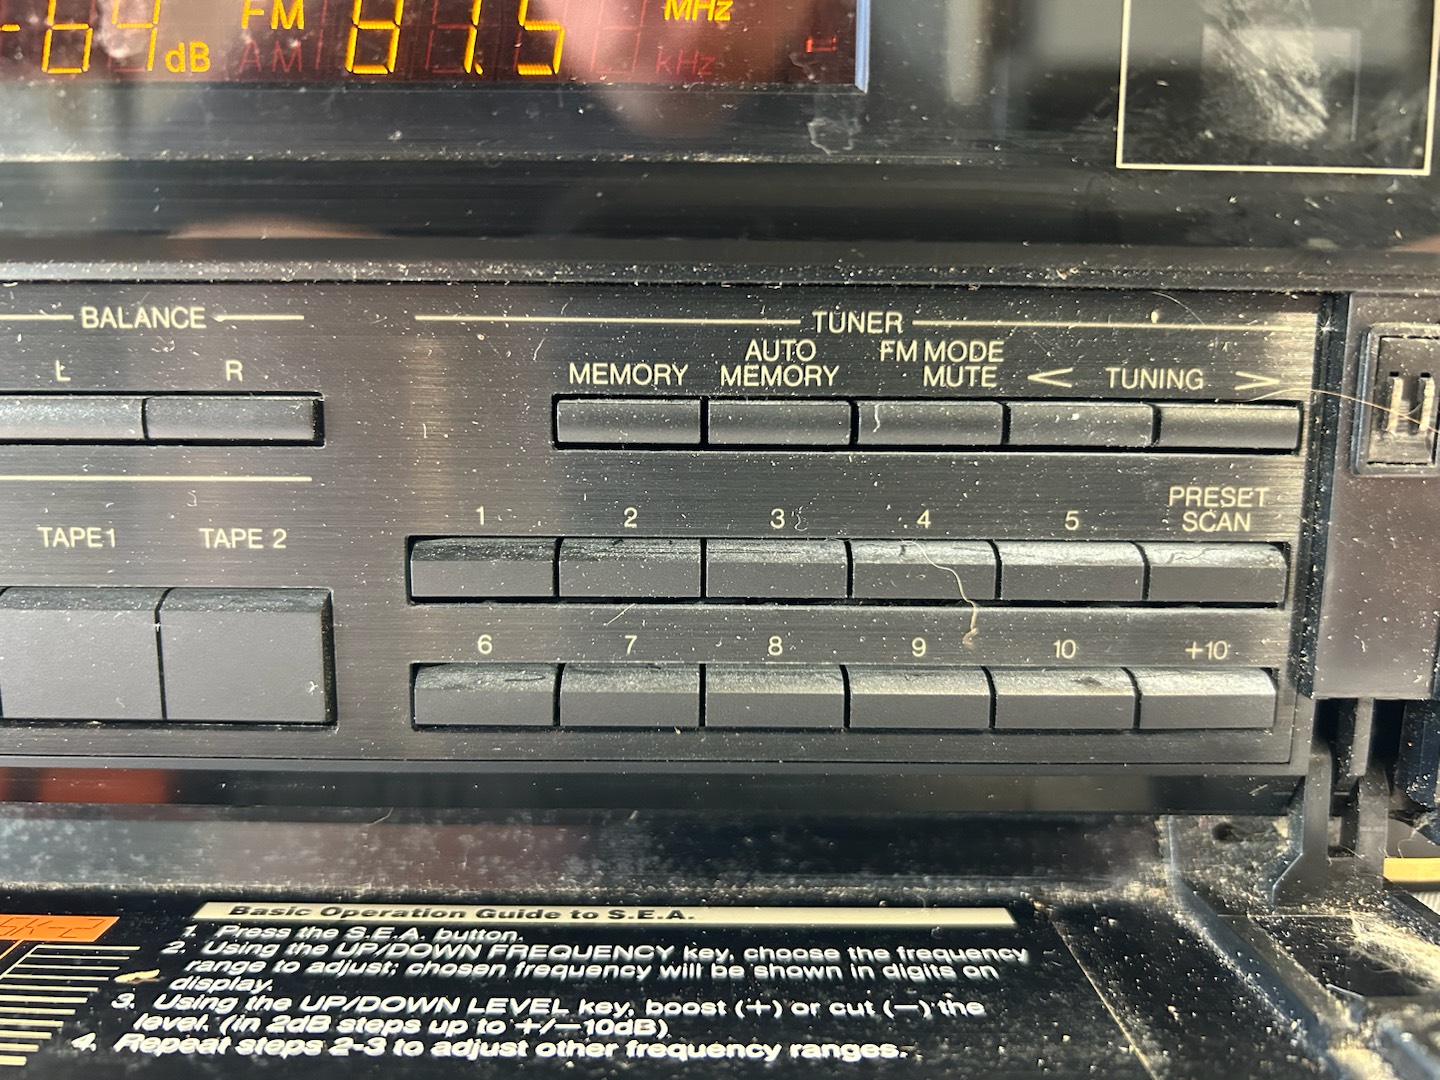 dB
FM
AM
87.5
MHz
kHz
BALANCE
L
R
TUNER
MEMORY
AUTO
MEMORY
FM MODE
MUTE
< TUNING >
TAPE 1
TAPE 2
1 2 3 4 5
PRESET
SCAN
6 7 8 9 10 +10
Basic Operation Guide to S.E.A.
1. Press the S.E.A. button.
2. Using the UP/DOWN FREQUENCY key, choose the frequency
range to adjust; chosen frequency will be shown in digits on
display.
3. Using the UP/DOWN LEVEL key, boost (+) or cut (—) the
level. (in 2dB steps up to +/—10dB)
4. Repeat steps 2-3 to adjust other frequency ranges.